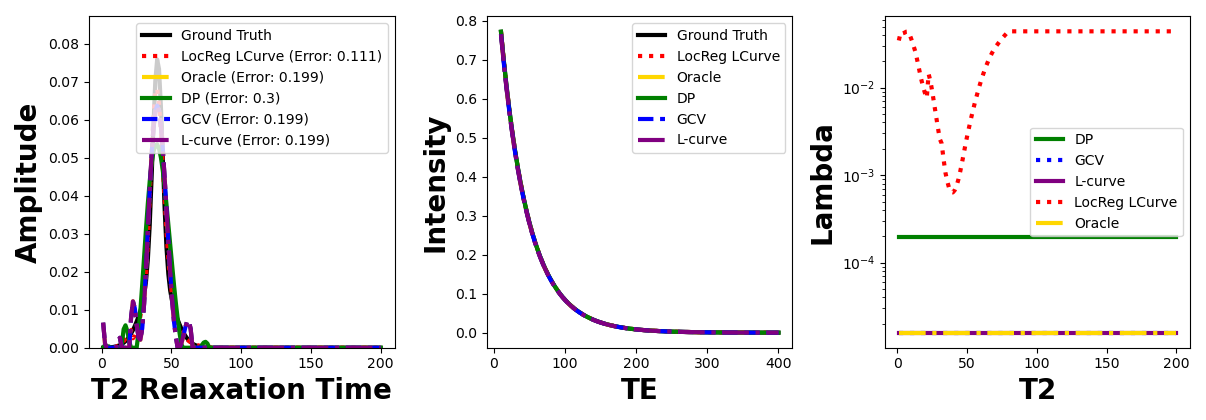 Amplitude
0.08
0.07
0.06
0.05
0.04
0.03
0.02
0.01
0.00
0
50
100
150
200
T2 Relaxation Time
Ground Truth
LocReg LCurve (Error: 0.111)
Oracle (Error: 0.199)
DP (Error: 0.3)
GCV (Error: 0.199)
L-curve (Error: 0.199)
Intensity
0.8
0.7
0.6
0.5
0.4
0.3
0.2
0.1
0.0
0
100
200
300
400
TE
Ground Truth
LocReg LCurve
Oracle
DP
GCV
L-curve
Lambda
10⁻²
10⁻³
10⁻⁴
0
50
100
150
200
T2
DP
GCV
L-curve
LocReg LCurve
Oracle